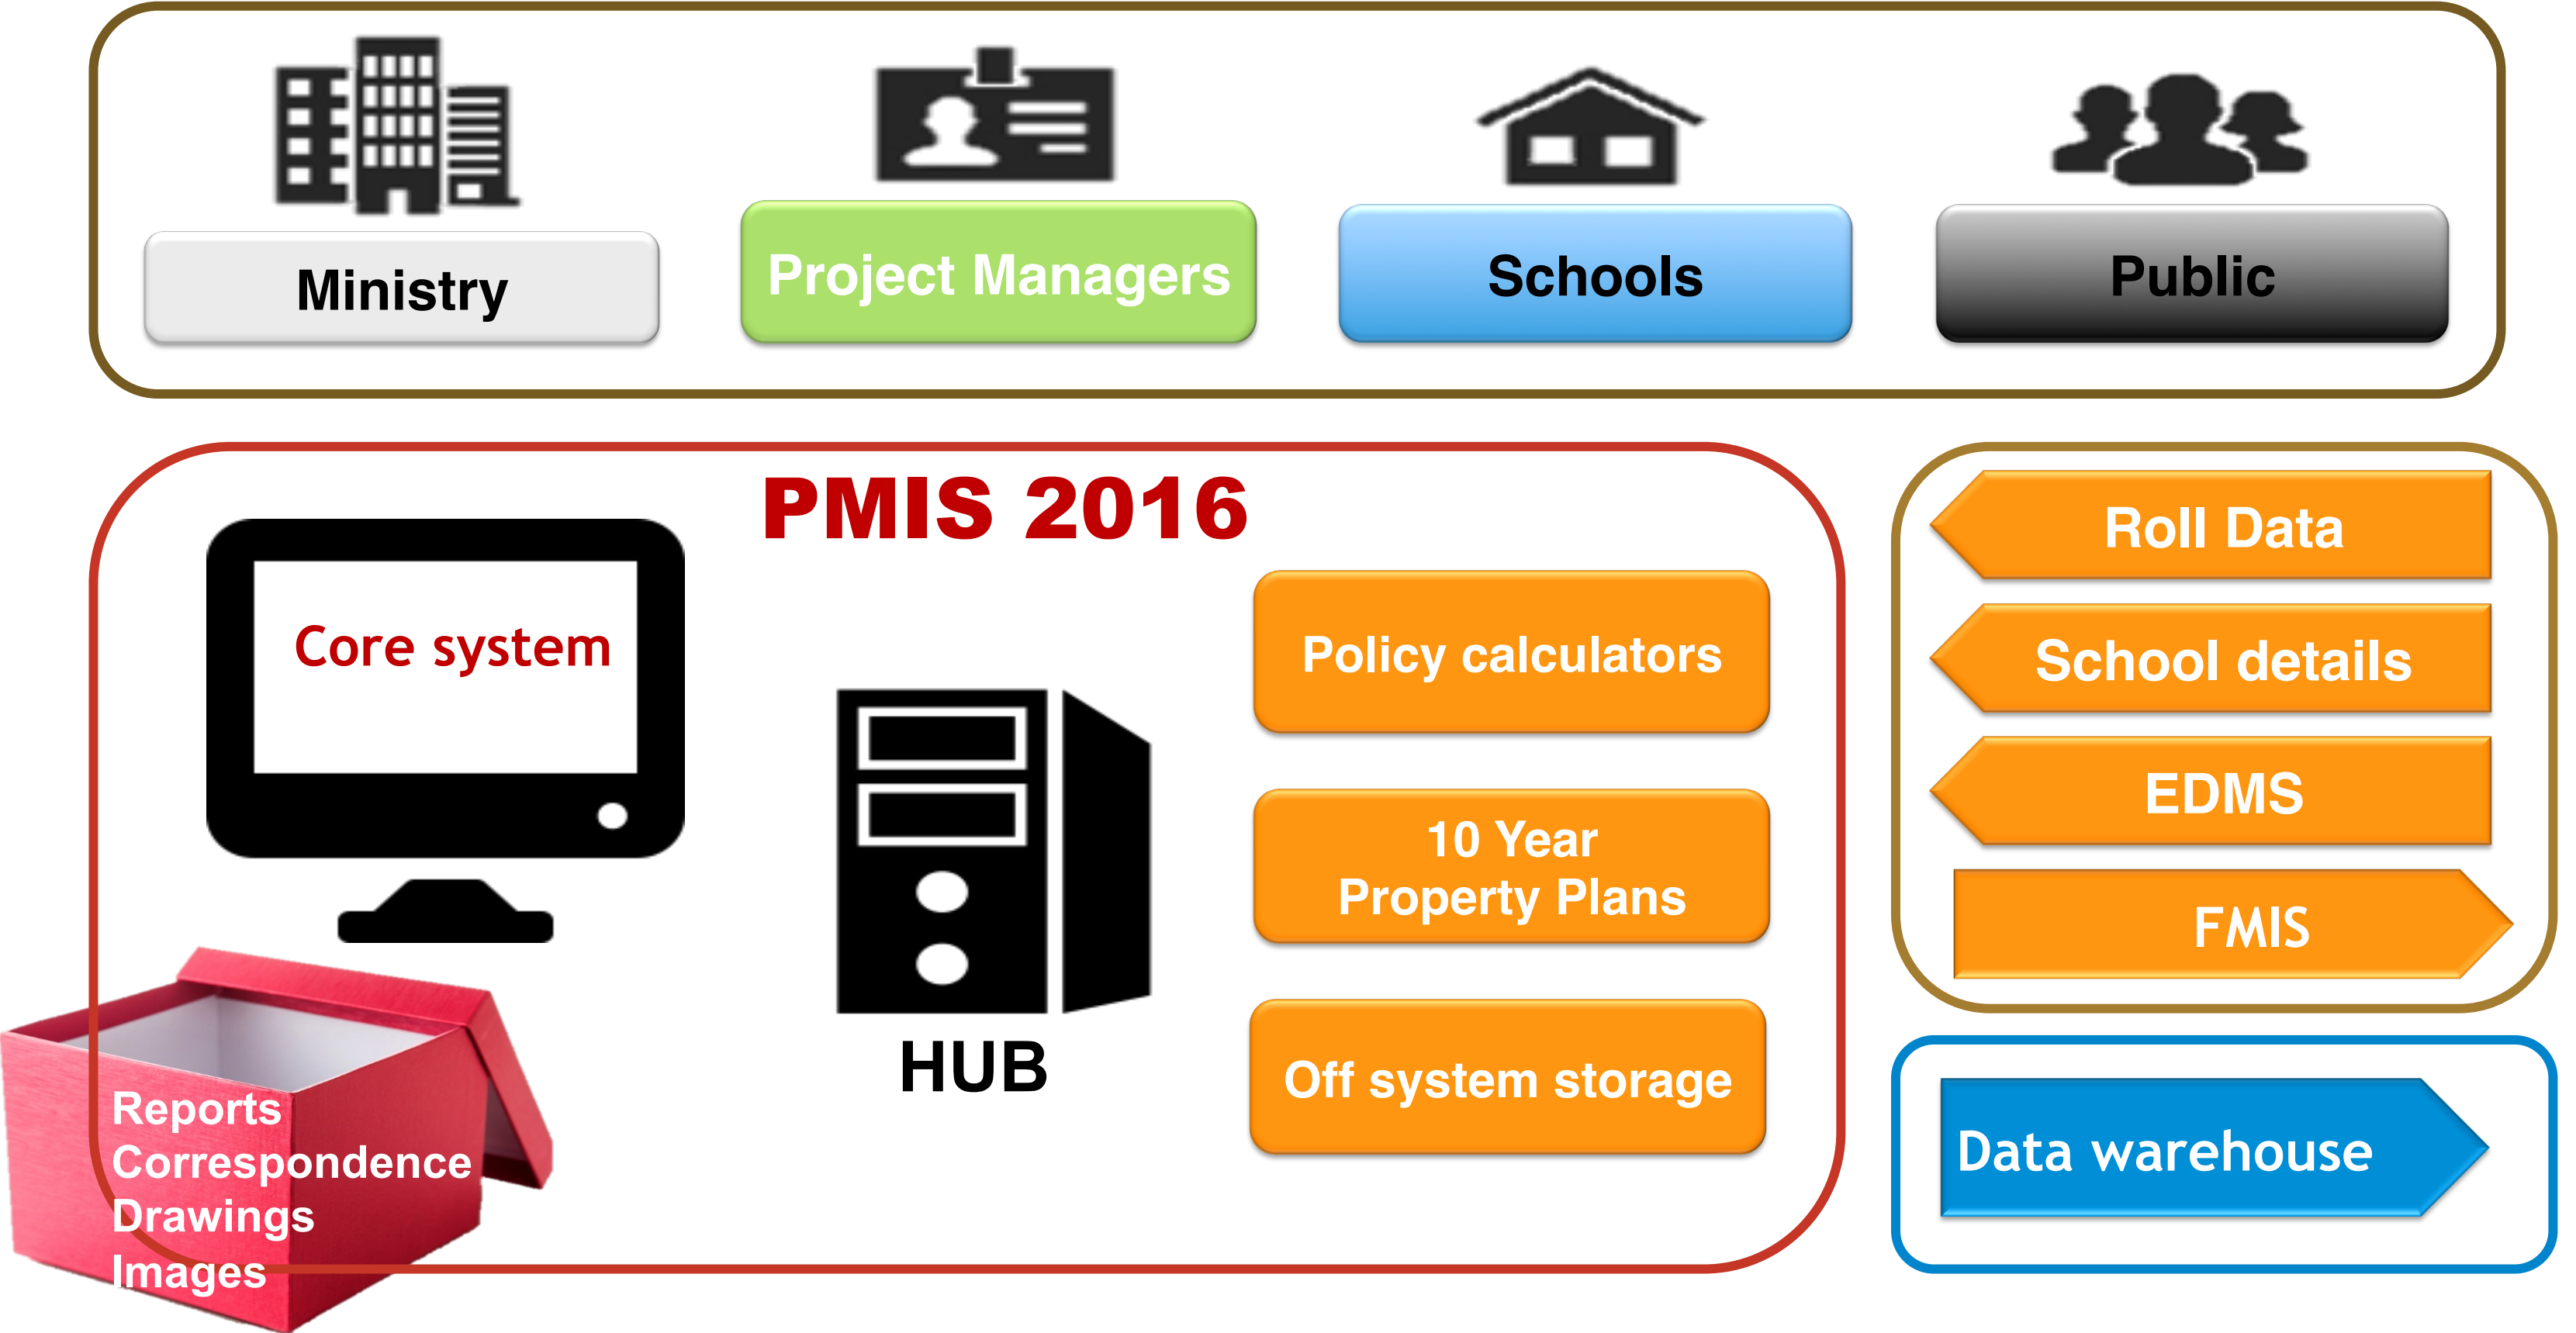 Ministry
Project Managers
Schools
Public
PMIS 2016
Core system
HUB
Policy calculators
10 Year
Property Plans
Off system storage
Reports
Correspondence
Drawings
Images
Roll Data
School details
EDMS
FMIS
Data warehouse